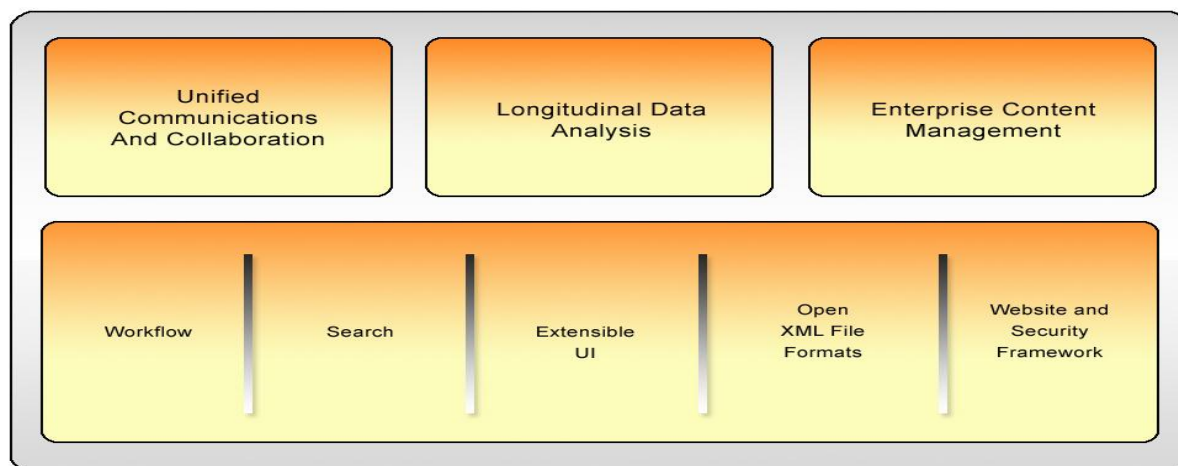 Unified
Communications
And Collaboration
Longitudinal Data
Analysis
Enterprise Content
Management
Workflow
Search
Extensible
UI
Open
XML File
Formats
Website and
Security
Framework